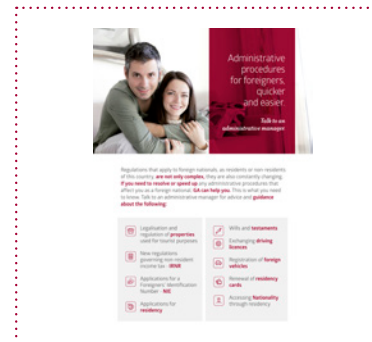 Administrative
procedures
for foreigners,
quicker
and easier.
Talk to an
administrative manager
Regulations that apply to foreign nationals, as residents or non-residents
of this country, are not only complex, they are also constantly changing.
If you need to resolve or speed up any administrative procedures that
affect you as a foreign national, GA can help you. This is what you need
to know. Talk to an administrative manager for advice and guidance
about the following:
Legalisation and
regulation of properties
used for tourist purposes
New regulations
governing non-resident
income tax - IRNR
Applications for a
Foreigners' Identification
Number - NIE
Applications for
residency
Wills and testaments
Exchanging driving
licences
Registration of foreign
vehicles
Renewal of residency
cards
Accessing Nationality
through residency